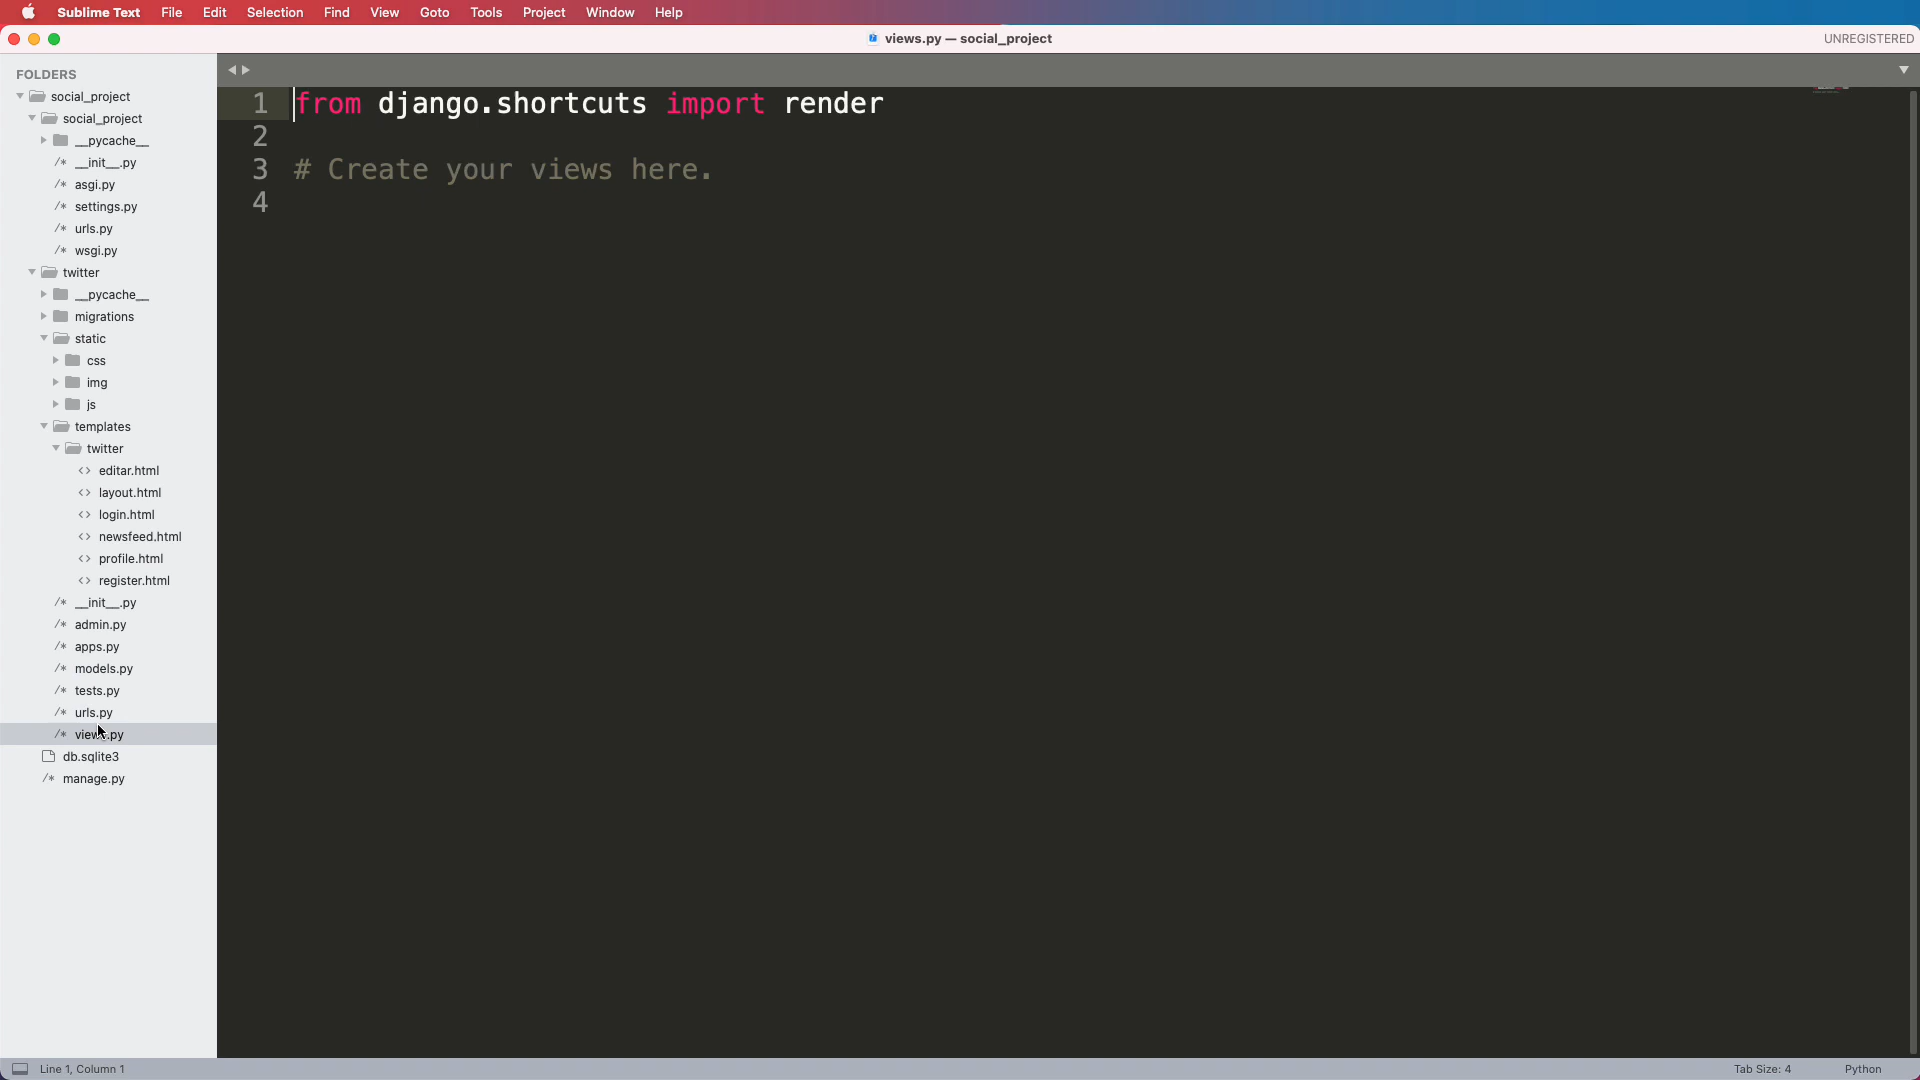 Sublime Text File Edit Selection Find View Goto Tools Project Window Help
views.py — social_project
UNREGISTERED
FOLDERS
social_project
social_project
__pycache__
/* __init__.py
/* asgi.py
/* settings.py
/* urls.py
/* wsgi.py
twitter
__pycache__
migrations
static
css
img
js
templates
twitter
<> editar.html
<> layout.html
<> login.html
<> newsfeed.html
<> profile.html
<> register.html
/* __init__.py
/* admin.py
/* apps.py
/* models.py
/* tests.py
/* urls.py
/* views.py
db.sqlite3
/* manage.py
1 from django.shortcuts import render
2
3 # Create your views here.
4
Line 1, Column 1
Tab Size: 4
Python